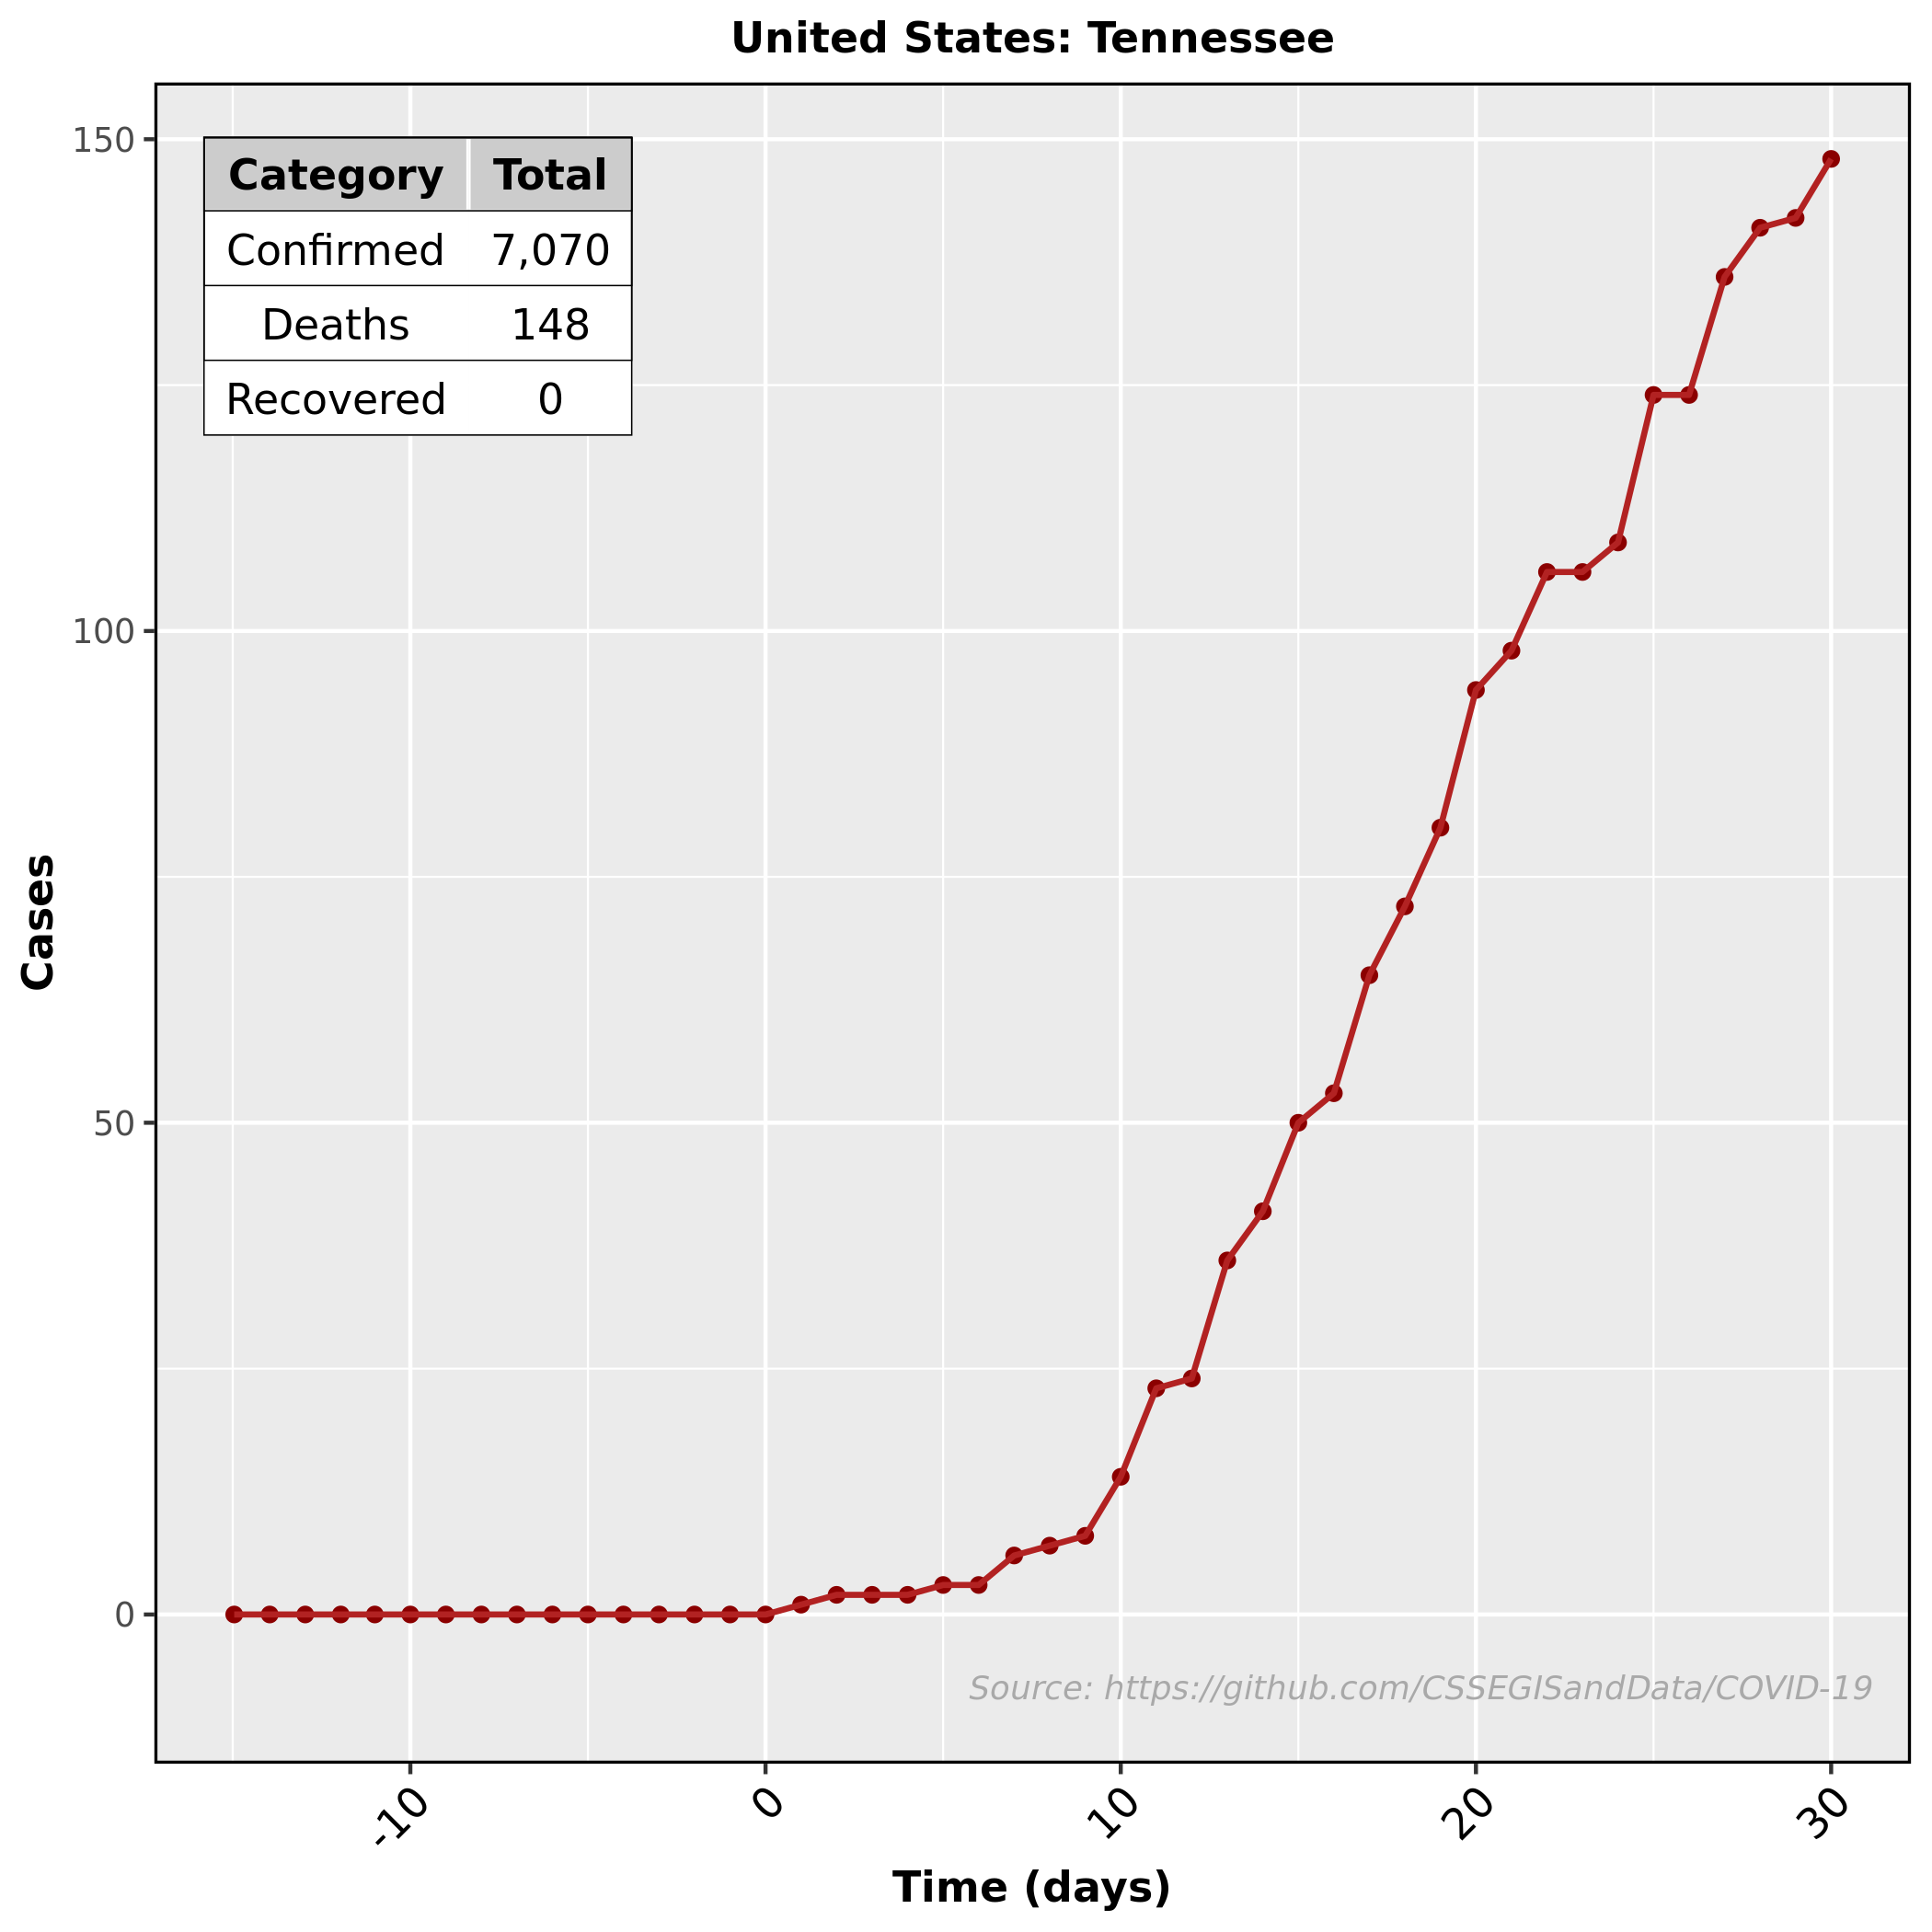 United States: Tennessee
150
100
50
0
Cases
Category Total
Confirmed 7,070
Deaths 148
Recovered 0
Source: https://github.com/CSSEGISandData/COVID-19
-10 0 10 20 30
Time (days)